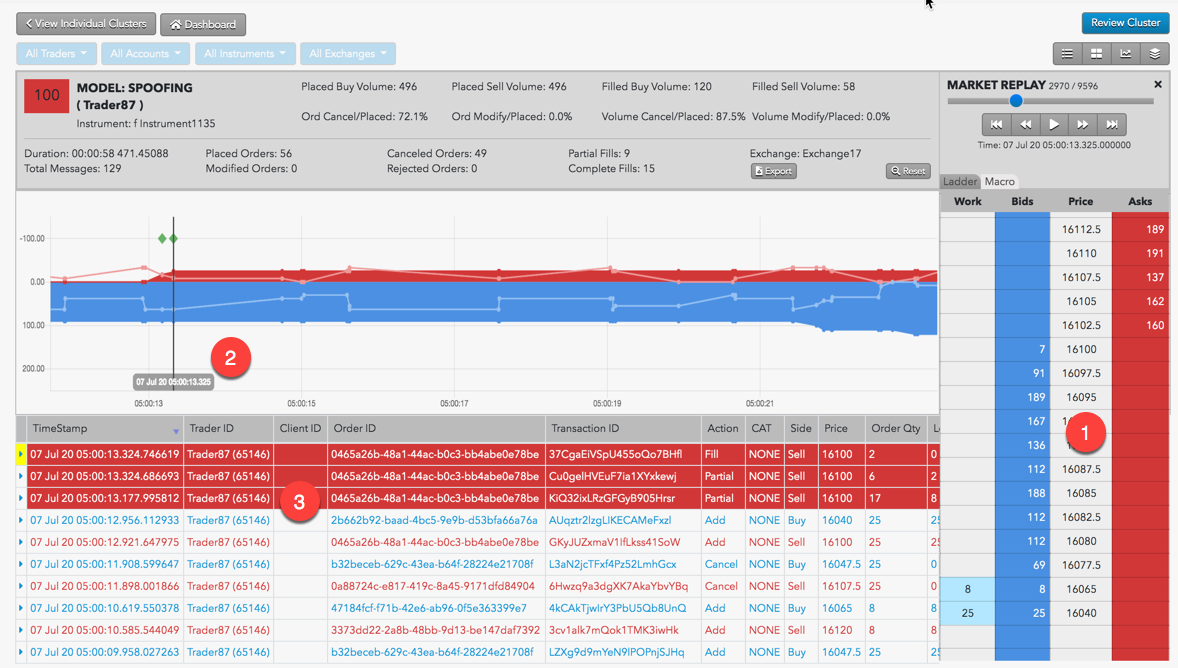 View Individual Clusters
Dashboard
Review Cluster
All Traders
All Accounts
All Instruments
All Exchanges
100
MODEL: SPOOFING
( Trader87 )
Instrument: f Instrument1135
Placed Buy Volume: 496
Placed Sell Volume: 496
Filled Buy Volume: 120
Filled Sell Volume: 58
Ord Cancel/Placed: 72.1%
Ord Modify/Placed: 0.0%
Volume Cancel/Placed: 87.5%
Volume Modify/Placed: 0.0%
Duration: 00:00:58 471.45088
Placed Orders: 56
Canceled Orders: 49
Partial Fills: 9
Exchange: Exchange17
Total Messages: 129
Modified Orders: 0
Rejected Orders: 0
Complete Fills: 15
Export
Reset
MARKET REPLAY 2970 / 9596
Time: 07 Jul 20 05:00:13.325.000000
Ladder
Macro
-100.00
0.00
100.00
200.00
2
07 Jul 20 05:00:13.325
05:00:13
05:00:15
05:00:17
05:00:19
05:00:21
TimeStamp Trader ID Client ID Order ID Transaction ID Action CAT Side Price Order Qty
07 Jul 20 05:00:13.324.746619 Trader87 (65146) 0465a26b-48a1-44ac-b0c3-bb4abe0e78be 37CgaEiVSpU455oQo7BHfl Fill NONE Sell 16100 2 0
07 Jul 20 05:00:13.324.686693 Trader87 (65146) 0465a26b-48a1-44ac-b0c3-bb4abe0e78be Cu0gelHVEuF7ia1XYxkewj Partial NONE Sell 16100 6 2
07 Jul 20 05:00:13.177.995812 Trader87 (65146) 0465a26b-48a1-44ac-b0c3-bb4abe0e78be KiQ32ixLRzGFGyB905Hrsr Partial NONE Sell 16100 17 8
3
07 Jul 20 05:00:12.956.112933 Trader87 (65146) 2b662b92-baad-4bc5-9e9b-d53bfa66a76a AUqztr2lzgLIKECAMeFxzl Add NONE Buy 16040 25
07 Jul 20 05:00:12.921.647975 Trader87 (65146) 0465a26b-48a1-44ac-b0c3-bb4abe0e78be GKyJUZxmaV1lfLkss41SoW Add NONE Sell 16100 25
07 Jul 20 05:00:11.908.599647 Trader87 (65146) b32beceb-629c-43ea-b64f-28224e21708f L3aN2jcTFxf4Pz52LmhGcx Cancel NONE Buy 16047.5 25 0
07 Jul 20 05:00:11.898.001866 Trader87 (65146) 0a88724c-e817-419c-8a45-9171dfd84904 6Hwzq9a3dgXK7AkaYbvYBq Cancel NONE Sell 16107.5 25 0
07 Jul 20 05:00:10.619.550378 Trader87 (65146) 47184fcf-f71b-42e6-ab96-0f5e363399e7 4kCAkTjwIrY3PbU5Qb8UnQ Add NONE Buy 16065 8 8
07 Jul 20 05:00:10.585.544049 Trader87 (65146) 3373dd22-2a8b-48bb-9d13-be147daf7392 3cv1aIk7mQok1TMK3iwHk Add NONE Sell 16120 8 8
07 Jul 20 05:00:09.958.027263 Trader87 (65146) b32beceb-629c-43ea-b64f-28224e21708f LZXg9d9mYeN9lPOPnjSJHq Add NONE Buy 16047.5 25
Work Bids Price Asks
16112.5 189
16110 191
16107.5 137
16105 162
16102.5 160
7 16100
91 16097.5
189 16095
167
1
136
112 16087.5
188 16085
112 16082.5
112 16080
69 16077.5
8 8 16065
25 25 16040